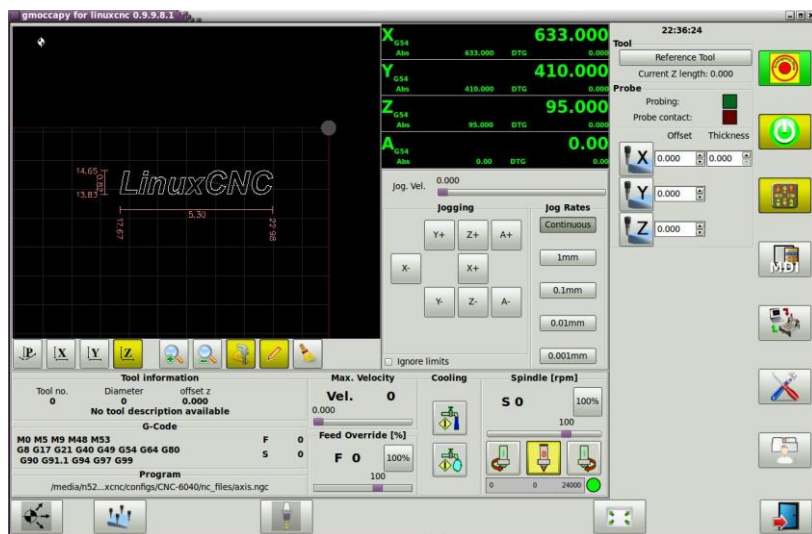 gmoccapy for linuxcnc 0.9.9.8.1
14.65
0.82
13.83
LinuxCNC
5.30
17.67
22.98
X G54 633.000
Abs 633.000 DTG 0.000
Y G54 410.000
Abs 410.000 DTG 0.000
Z G54 95.000
Abs 95.000 DTG 0.000
A G54 0.00
Abs 0.00 DTG 0.00
Jog. Vel. 0.000
Jogging
Y+ Z+ A+
X- X+
Y- Z- A-
Ignore limits
Jog Rates
Continuous
1mm
0.1mm
0.01mm
0.001mm
22:36:24
Tool
Reference Tool
Current Z length: 0.000
Probe
Probing:
Probe contact:
Offset Thickness
X 0.000 0.000
Y 0.000
Z 0.000
MDI
P X Y Z
Tool information
Tool no. Diameter offset z
0 0 0.000
No tool description available
G-Code
M0 M5 M9 M48 M53 F 0
G8 G17 G21 G40 G49 G54 G64 G80 S 0
G90 G91.1 G94 G97 G99
Program
/media/n52...xcnc/configs/CNC-6040/nc_files/axis.ngc
Max. Velocity
Vel. 0
0.000
Feed Override [%]
F 0 100%
100
Cooling
Spindle [rpm]
S 0 100%
100
0 0 24000